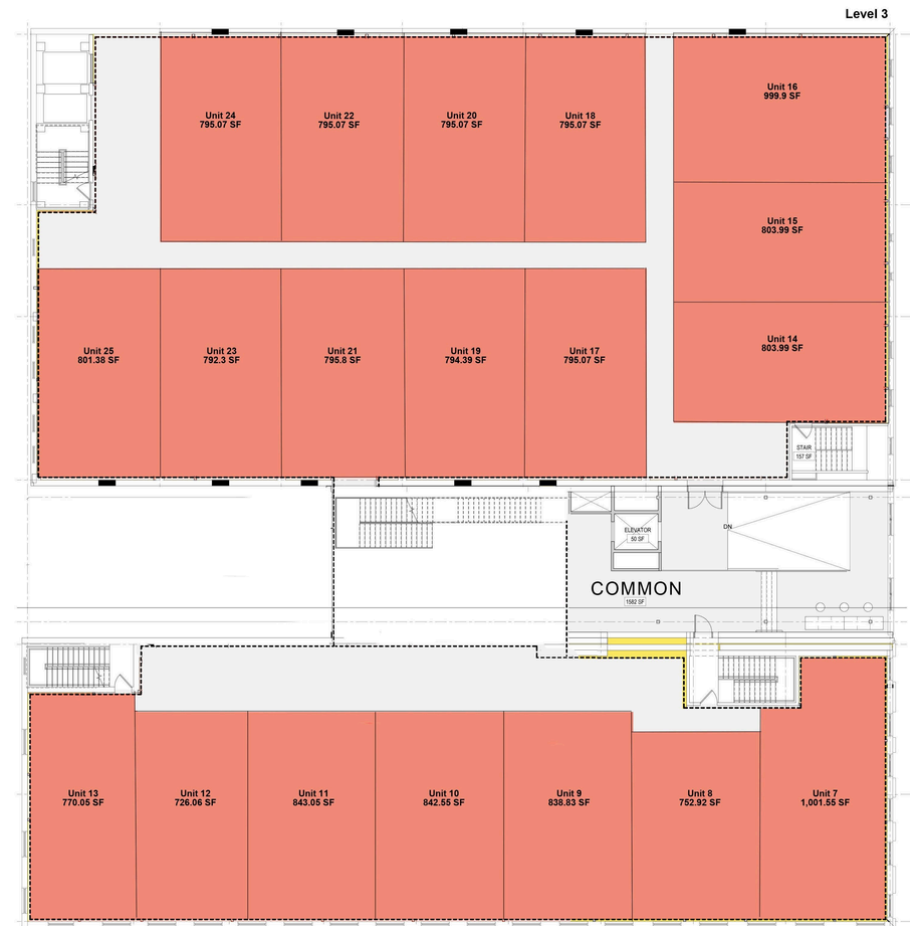 Level 3
Unit 24
795.07 SF
Unit 22
795.07 SF
Unit 20
795.07 SF
Unit 18
795.07 SF
Unit 16
999.9 SF
Unit 15
803.99 SF
Unit 14
803.99 SF
Unit 25
801.38 SF
Unit 23
792.3 SF
Unit 21
795.8 SF
Unit 19
794.39 SF
Unit 17
795.07 SF
STAIR
157 SF
ELEVATOR
50 SF
DN
COMMON
1582 SF
Unit 13
770.05 SF
Unit 12
726.06 SF
Unit 11
843.05 SF
Unit 10
842.55 SF
Unit 9
838.83 SF
Unit 8
752.92 SF
Unit 7
1,001.55 SF